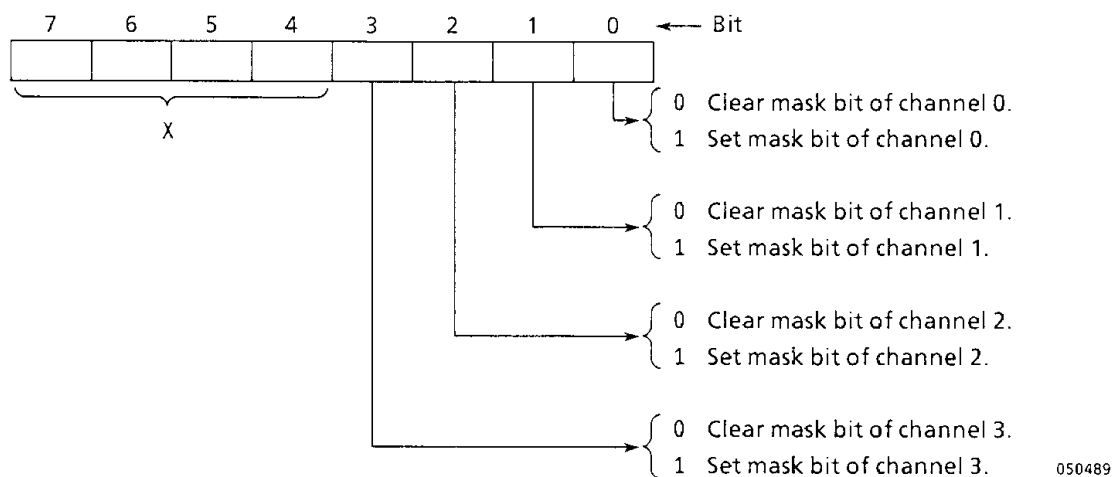 7 6 5 4 3 2 1 0 Bit
X
0 Clear mask bit of channel 0.
1 Set mask bit of channel 0.
0 Clear mask bit of channel 1.
1 Set mask bit of channel 1.
0 Clear mask bit of channel 2.
1 Set mask bit of channel 2.
0 Clear mask bit of channel 3.
1 Set mask bit of channel 3.
050489